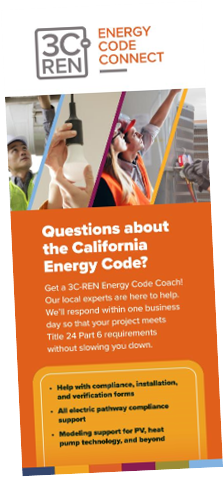 3C-
REN
ENERGY
CODE
CONNECT
Questions about
the California
Energy Code?
Get a 3C-REN Energy Code Coach!
Our local experts are here to help.
We'll respond within one business
day so that your project meets
Title 24 Part 6 requirements
without slowing you down.
• Help with compliance, installation,
and verification forms
• All electric pathway compliance
support
• Modeling support for PV, heat
pump technology, and beyond